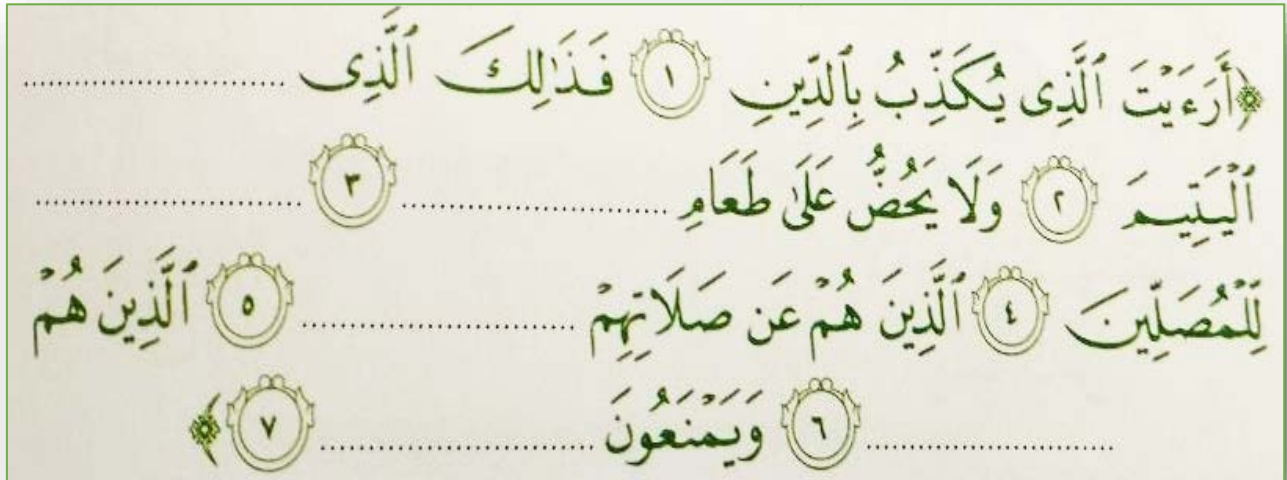 ﴿أَرَءَيْتَ ٱلَّذِى يُكَذِّبُ بِٱلدِّينِ ١ فَذَٰلِكَ ٱلَّذِى ..............................
ٱلْيَتِيمَ ٢ وَلَا يَحُضُّ عَلَىٰ طَعَامِ .............................. ٣ ..............................
لِّلْمُصَلِّينَ ٤ ٱلَّذِينَ هُمْ عَن صَلَاتِهِمْ .............................. ٥ ٱلَّذِينَ هُمْ
.............................. ٦ وَيَمْنَعُونَ .............................. ٧﴾